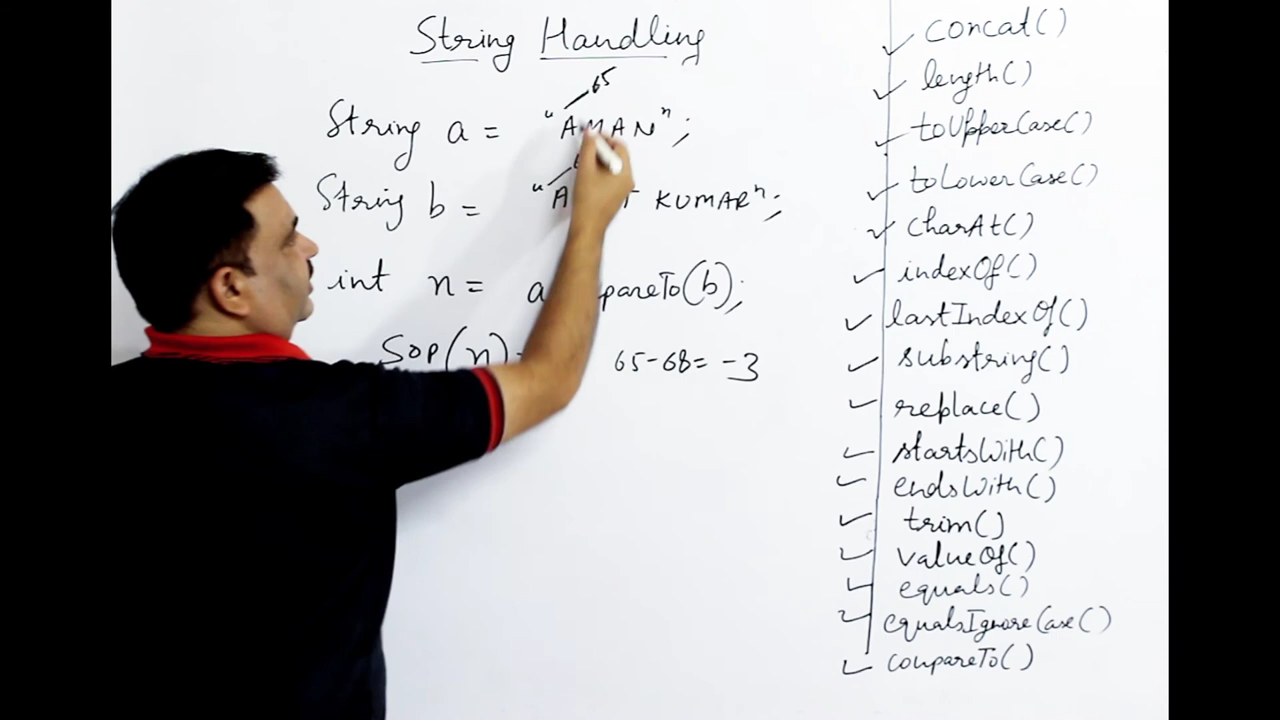 String Handling
65
String a = "AMAN";
String b = "A KUMAR";
int n = a pareTo(b);
Sop(n) 65-68= -3
concat()
length()
toUpperCase()
toLowerCase()
charAt()
indexOf()
lastIndexOf()
substring()
replace()
startsWith()
endsWith()
trim()
valueOf()
equals()
equalsIgnoreCase()
compareTo()